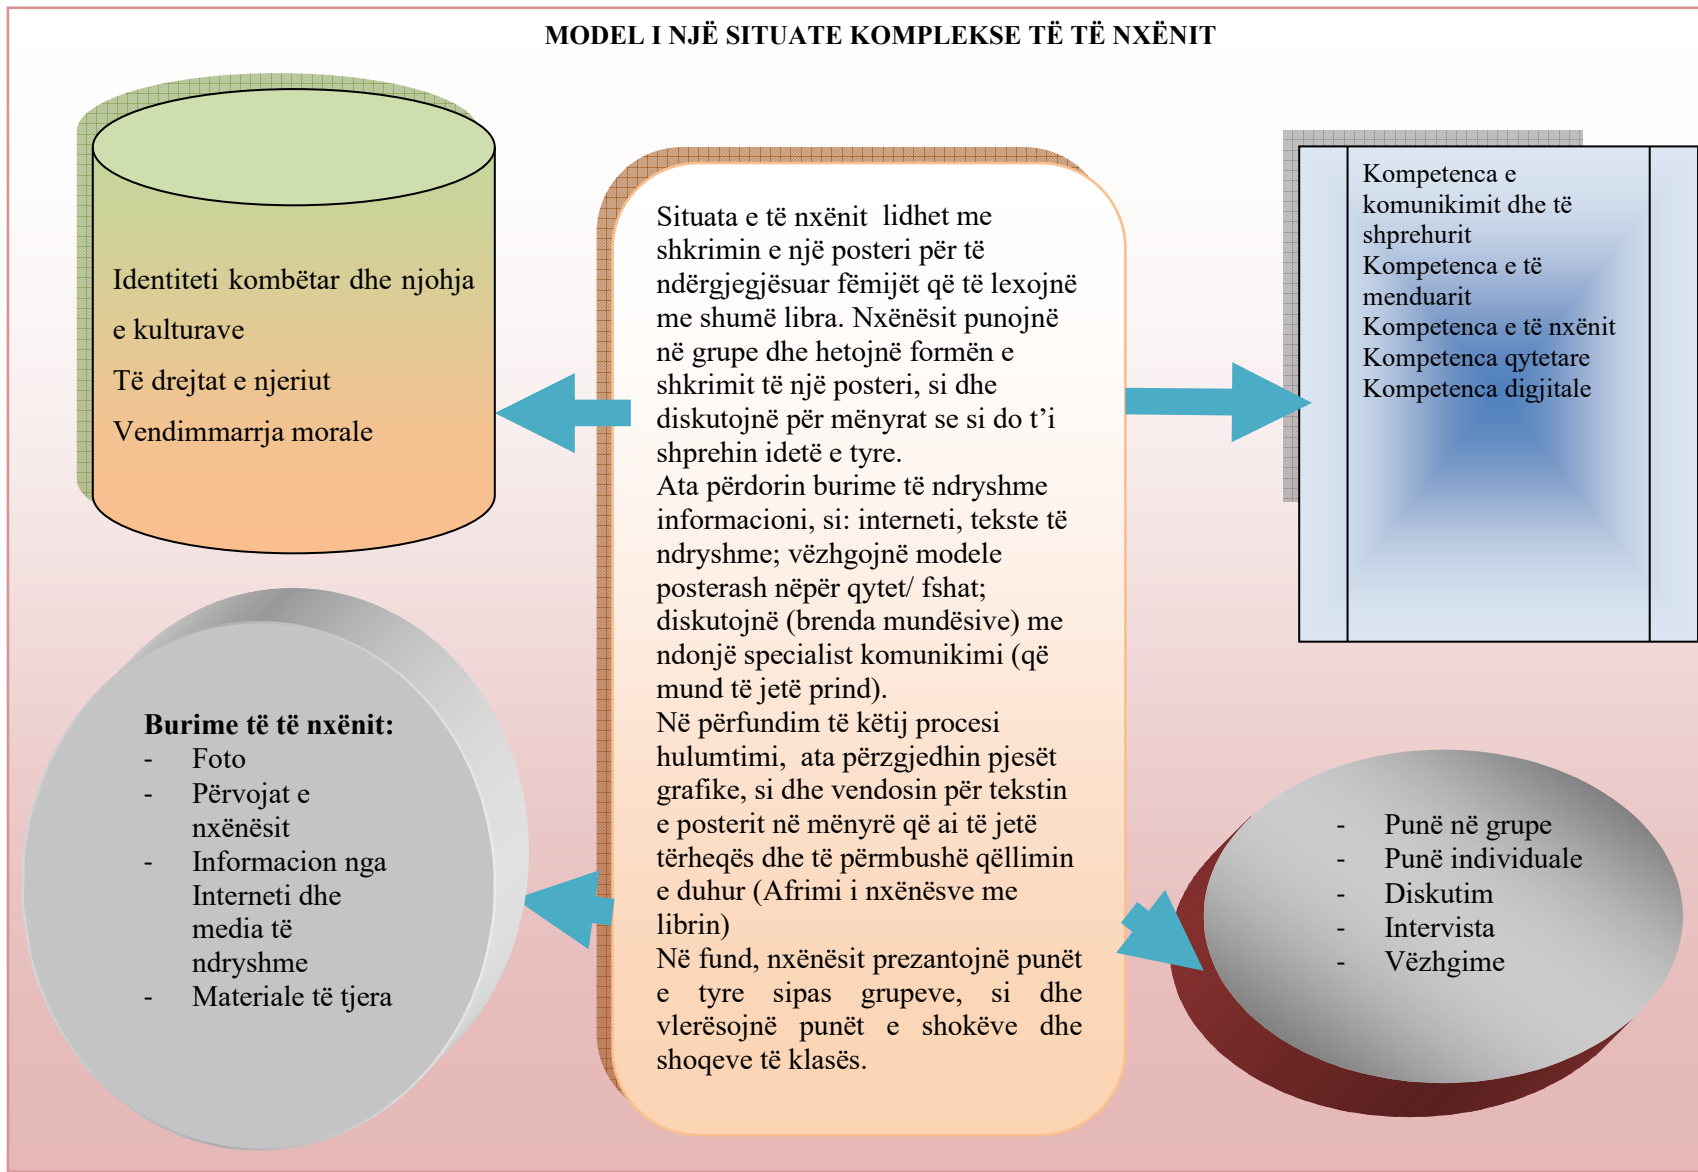 MODEL I NJË SITUATE KOMPLEKSE TË TË NXËNIT
Identiteti kombëtar dhe njohja
e kulturave
Të drejtat e njeriut
Vendimmarrja morale
Situata e të nxënit lidhet me
shkrimin e një posteri për të
ndërgjegjësuar fëmijët që të lexojnë
me shumë libra. Nxënësit punojnë
në grupe dhe hetojnë formën e
shkrimit të një posteri, si dhe
diskutojnë për mënyrat se si do t’i
shprehin idetë e tyre.
Ata përdorin burime të ndryshme
informacioni, si: interneti, tekste të
ndryshme; vëzhgojnë modele
posterash nëpër qytet/ fshat;
diskutojnë (brenda mundësive) me
ndonjë specialist komunikimi (që
mund të jetë prind).
Në përfundim të këtij procesi
hulumtimi, ata përzgjedhin pjesët
grafike, si dhe vendosin për tekstin
e posterit në mënyrë që ai të jetë
tërheqës dhe të përmbushë qëllimin
e duhur (Afrimi i nxënësve me
librin)
Në fund, nxënësit prezantojnë punët
e tyre sipas grupeve, si dhe
vlerësojnë punët e shokëve dhe
shoqeve të klasës.
Kompetenca e
komunikimit dhe të
shprehurit
Kompetenca e të
menduarit
Kompetenca e të nxënit
Kompetenca qytetare
Kompetenca digjitale
Burime të të nxënit:
- Foto
- Përvojat e
nxënësit
- Informacion nga
Interneti dhe
media të
ndryshme
- Materiale të tjera
- Punë në grupe
- Punë individuale
- Diskutim
- Intervista
- Vëzhgime